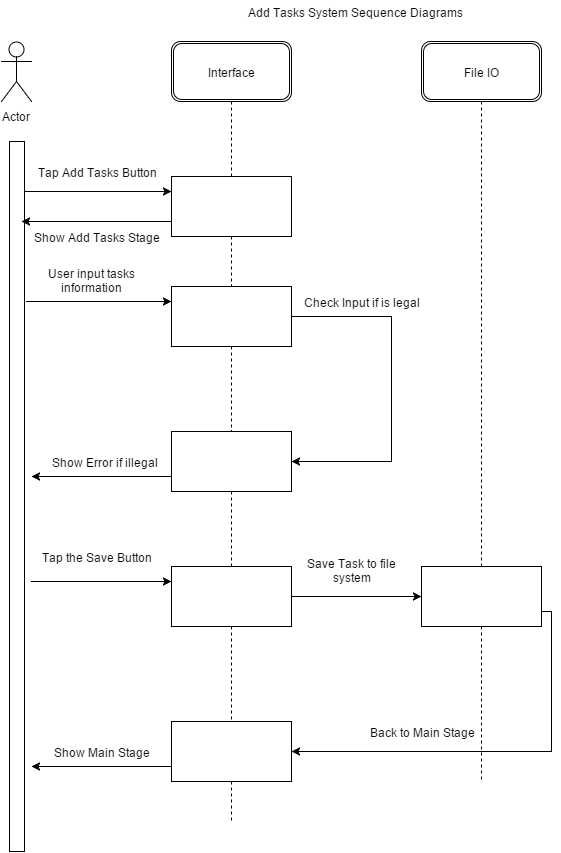 Add Tasks System Sequence Diagrams
Interface
File IO
Actor
Tap Add Tasks Button
Show Add Tasks Stage
User input tasks
information
Check Input if is legal
Show Error if illegal
Tap the Save Button
Save Task to file
system
Back to Main Stage
Show Main Stage